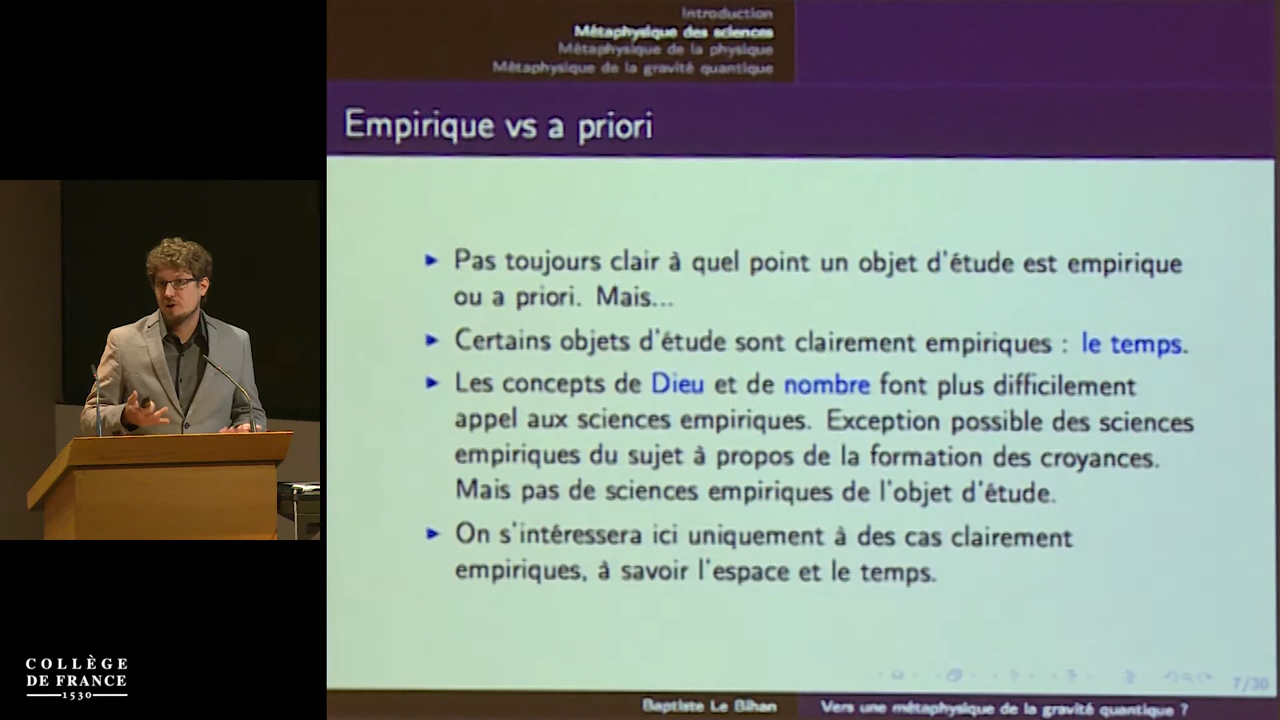 Introduction
Métaphysique des sciences
Métaphysique de la physique
Métaphysique de la gravité quantique
Empirique vs a priori
Pas toujours clair à quel point un objet d'étude est empirique
ou a priori. Mais...
Certains objets d'étude sont clairement empiriques : le temps.
Les concepts de Dieu et de nombre font plus difficilement
appel aux sciences empiriques. Exception possible des sciences
empiriques du sujet à propos de la formation des croyances.
Mais pas de sciences empiriques de l'objet d'étude.
On s'intéressera ici uniquement à des cas clairement
empiriques, à savoir l'espace et le temps.
7/30
Baptiste Le Bihan
Vers une métaphysique de la gravité quantique ?
COLLÈGE
DE FRANCE
1530